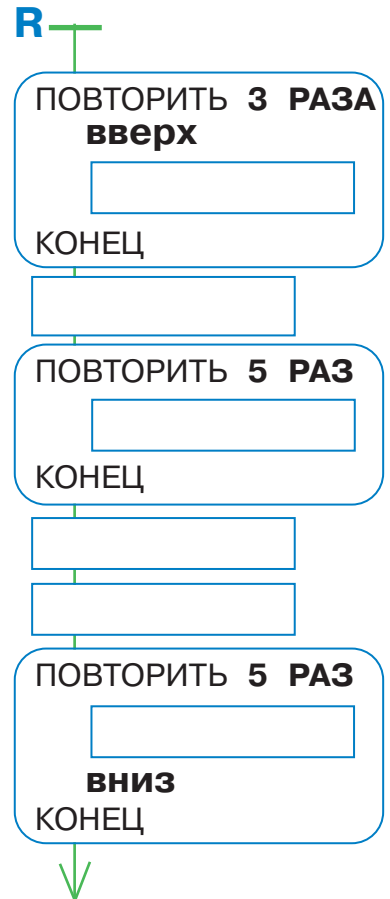 R
ПОВТОРИТЬ 3 РАЗА
вверх
КОНЕЦ
ПОВТОРИТЬ 5 РАЗ
КОНЕЦ
ПОВТОРИТЬ 5 РАЗ
вниз
КОНЕЦ